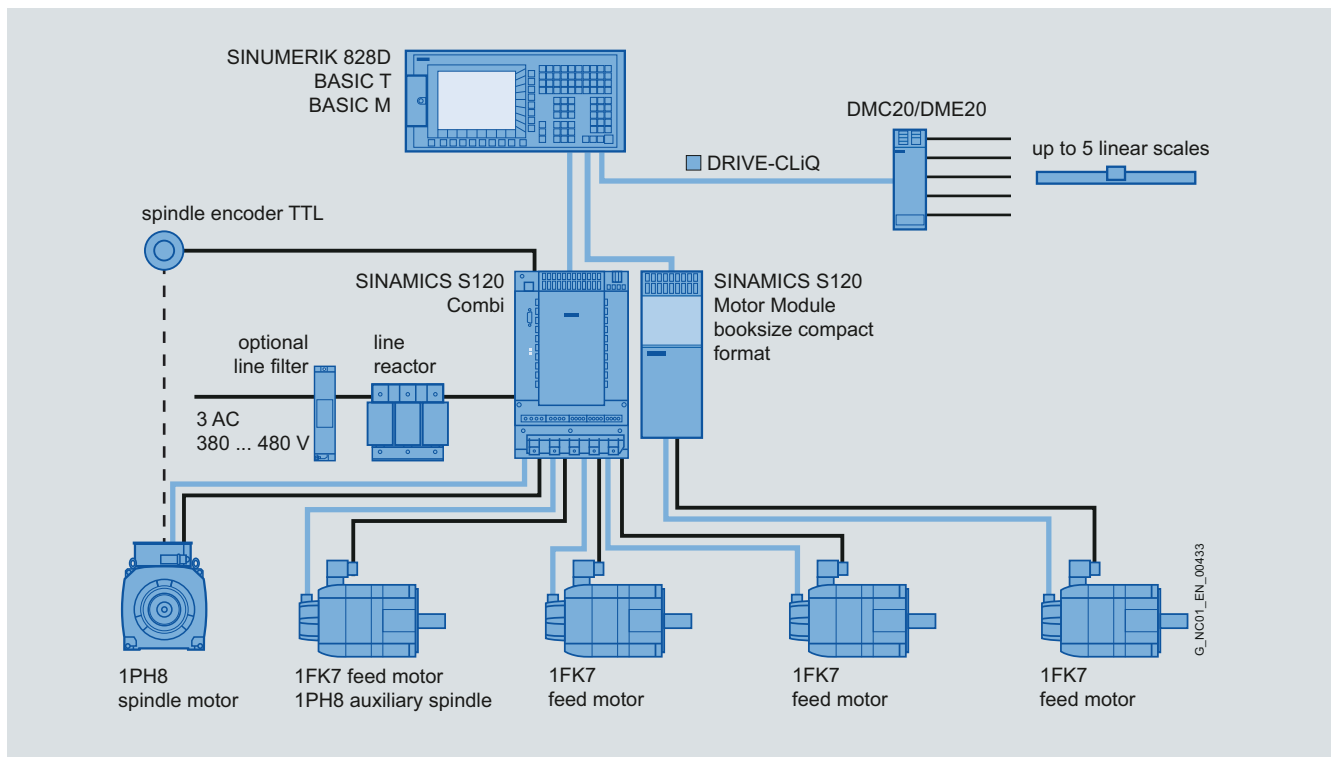 SINUMERIK 828D
BASIC T
BASIC M
DMC20/DME20
up to 5 linear scales
DRIVE-CLiQ
spindle encoder TTL
SINAMICS S120
Combi
SINAMICS S120
Motor Module
booksize compact
format
optional
line filter
line
reactor
3 AC
380 ... 480 V
1PH8
spindle motor
1FK7 feed motor
1PH8 auxiliary spindle
1FK7
feed motor
1FK7
feed motor
1FK7
feed motor
G_NC01_EN_00433